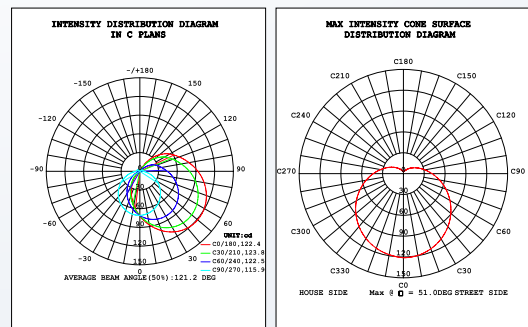 INTENSITY DISTRIBUTION DIAGRAM
IN C PLANS
-/+180
-150
150
-120
120
-90
90
-60
60
-30
30
0
30
60
90
120
150
UNIT:cd
C0/180,122.4
C30/210,123.8
C60/240,122.5
C90/270,115.9
AVERAGE BEAM ANGLE(50%):121.2 DEG
MAX INTENSITY CONE SURFACE
DISTRIBUTION DIAGRAM
C180
C210
C150
C240
C120
C270
C90
C300
C60
C330
C30
C0
30
60
90
120
150
HOUSE SIDE
Max @ = 51.0DEG
STREET SIDE